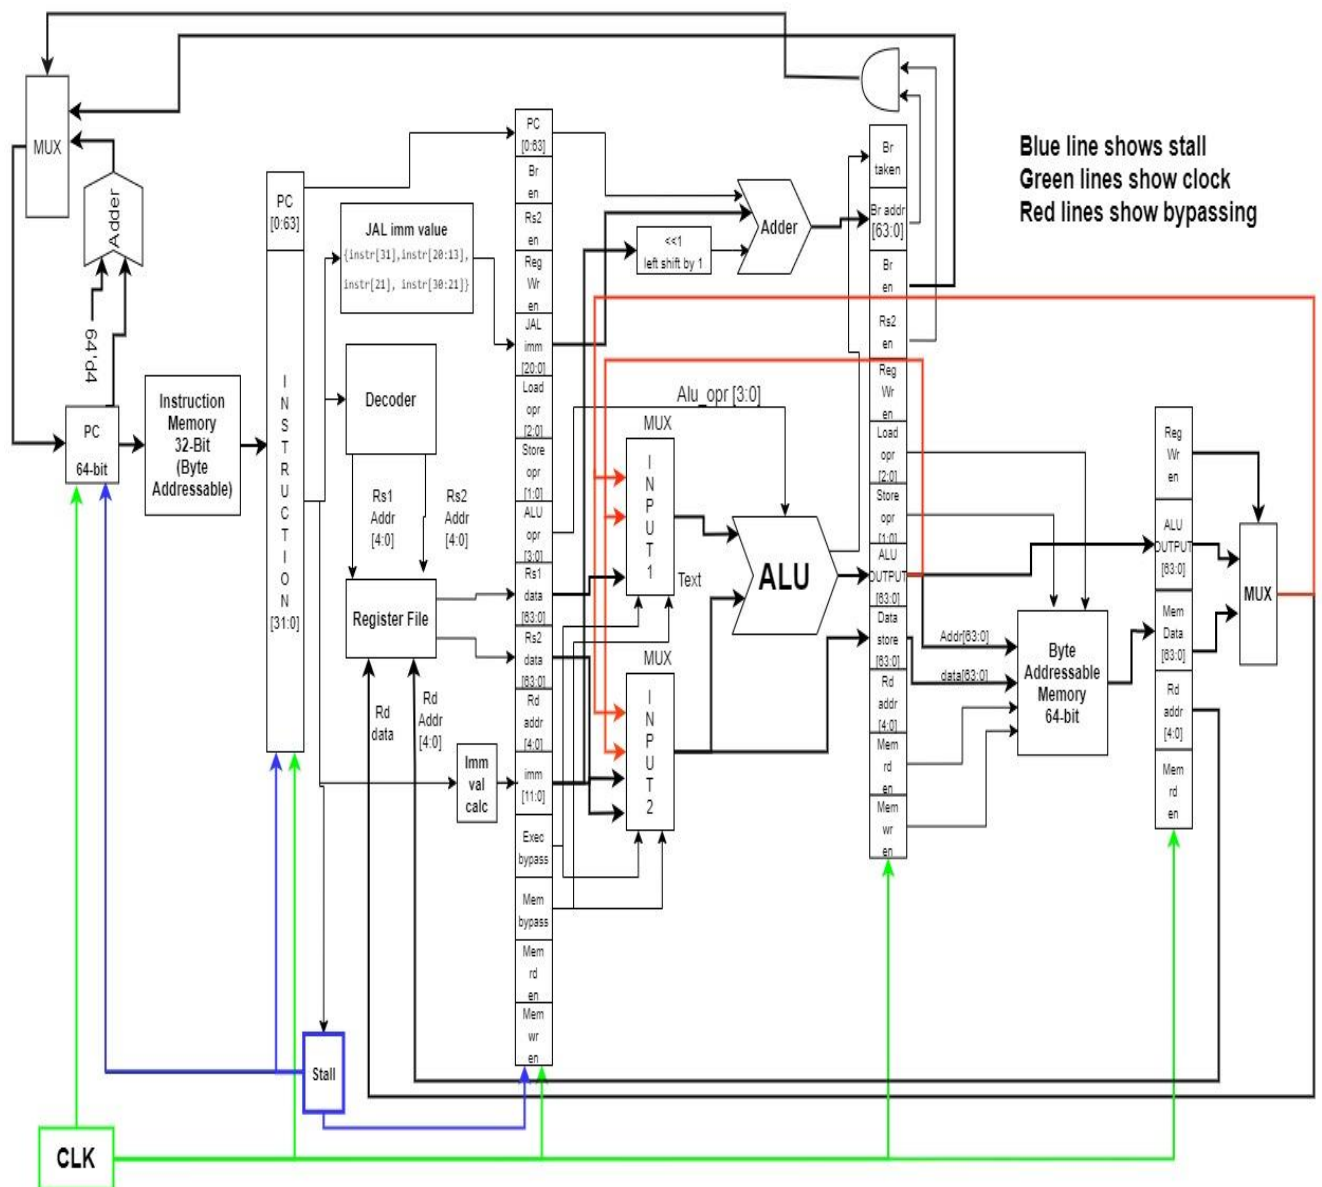 Blue line shows stall
Green lines show clock
Red lines show bypassing
MUX
Adder
64'd4
PC
64-bit
Instruction
Memory
32-Bit
(Byte
Addressable)
PC
[0:63]
INSTRUCTION
[31:0]
JAL imm value
{instr[31],instr[20:13],
instr[21], instr[30:21]}
Decoder
Rs1
Addr
[4:0]
Rs2
Addr
[4:0]
Register File
Rd
data
Rd
Addr
[4:0]
Imm
val
calc
Stall
CLK
PC
[0:63]
Br
en
Rs2
en
Reg
Wr
en
JAL
imm
[20:0]
Load
opr
[2:0]
Store
opr
[1:0]
ALU
opr
[3:0]
Rs1
data
[63:0]
Rs2
data
[63:0]
Rd
addr
[4:0]
imm
[11:0]
Exec
bypass
Mem
bypass
Mem
rd
en
Mem
wr
en
<<1
left shift by 1
Adder
Alu_opr [3:0]
MUX
INPUT1
Text
MUX
INPUT2
ALU
Br
taken
Br addr
[63:0]
Br
en
Rs2
en
Reg
Wr
en
Load
opr
[2:0]
Store
opr
[1:0]
ALU
OUTPUT
[63:0]
Data
store
[63:0]
Rd
addr
[4:0]
Mem
rd
en
Mem
wr
en
Addr[63:0]
data[63:0]
Byte
Addressable
Memory
64-bit
Reg
Wr
en
ALU
OUTPUT
[63:0]
Mem
Data
[63:0]
Rd
addr
[4:0]
Mem
rd
en
MUX